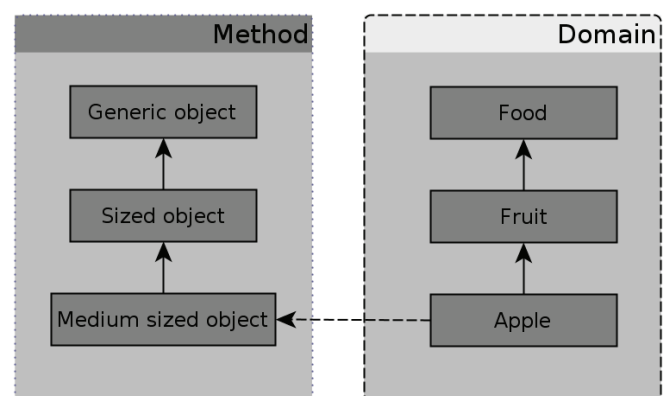 Method
Generic object
Sized object
Medium sized object
Domain
Food
Fruit
Apple